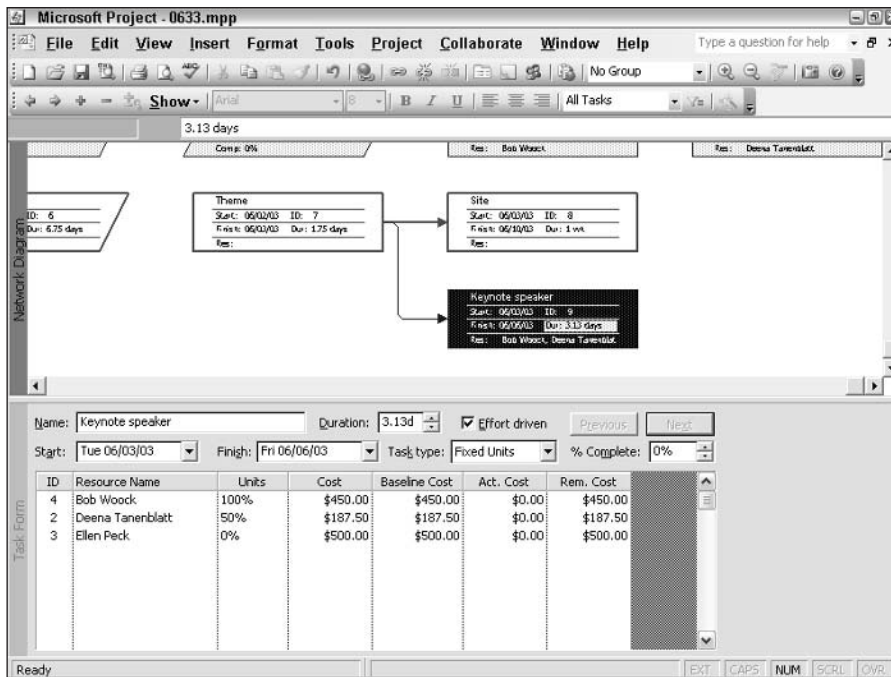 Microsoft Project - 0633.mpp
File Edit View Insert Format Tools Project Collaborate Window Help Type a question for help
No Group
Show Arial 8 B I U All Tasks
3.13 days
Comp: 0% Res: Bob Woock Res: Deena Tanenblatt
Network Diagram
ID: 6
Dur: 6.75 days
Theme
Start: 06/02/03 ID: 7
Finish: 06/03/03 Dur: 1.75 days
Res:
Site
Start: 06/03/03 ID: 8
Finish: 06/10/03 Dur: 1 wk
Res:
Keynote speaker
Start: 06/03/03 ID: 9
Finish: 06/06/03 Dur: 3.13 days
Res: Bob Woock, Deena Tanenblat
Task Form
Name: Keynote speaker Duration: 3.13d Effort driven Previous Next
Start: Tue 06/03/03 Finish: Fri 06/06/03 Task type: Fixed Units % Complete: 0%
ID Resource Name Units Cost Baseline Cost Act. Cost Rem. Cost
4 Bob Woock 100% $450.00 $450.00 $0.00 $450.00
2 Deena Tanenblatt 50% $187.50 $187.50 $0.00 $187.50
3 Ellen Peck 0% $500.00 $500.00 $0.00 $500.00
Ready EXT CAPS NUM SCRL OVR